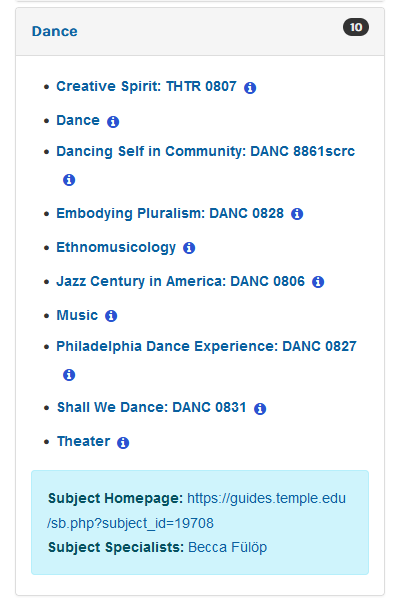 Dance
10
Creative Spirit: THTR 0807
Dance
Dancing Self in Community: DANC 8861scrc
Embodying Pluralism: DANC 0828
Ethnomusicology
Jazz Century in America: DANC 0806
Music
Philadelphia Dance Experience: DANC 0827
Shall We Dance: DANC 0831
Theater
Subject Homepage: https://guides.temple.edu
/sb.php?subject_id=19708
Subject Specialists: Becca Fülöp